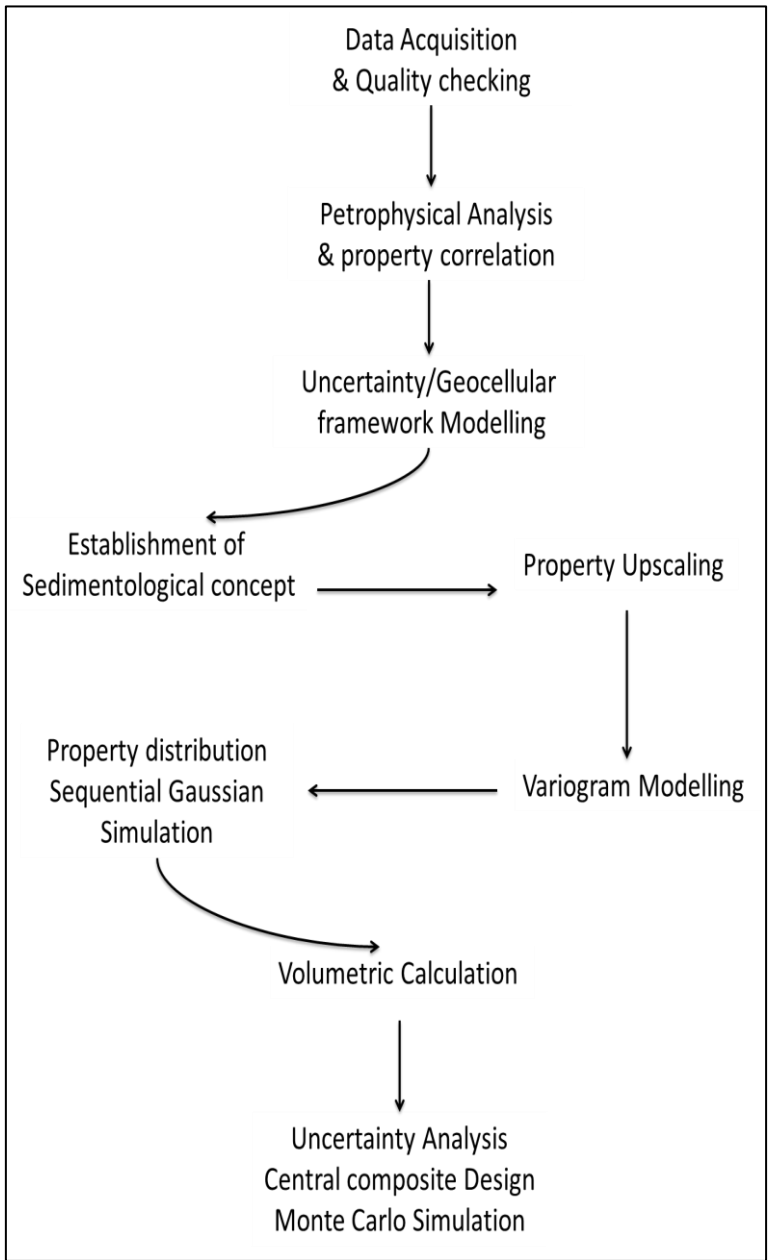 Data Acquisition
& Quality checking
Petrophysical Analysis
& property correlation
Uncertainty/Geocellular
framework Modelling
Establishment of
Sedimentological concept
Property Upscaling
Variogram Modelling
Property distribution
Sequential Gaussian
Simulation
Volumetric Calculation
Uncertainty Analysis
Central composite Design
Monte Carlo Simulation